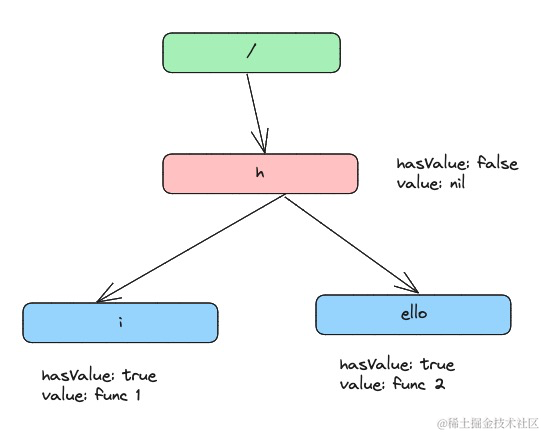 /
h
hasValue: false
value: nil
i
ello
hasValue: true
value: func 1
hasValue: true
value: func 2
@稀土掘金技术社区